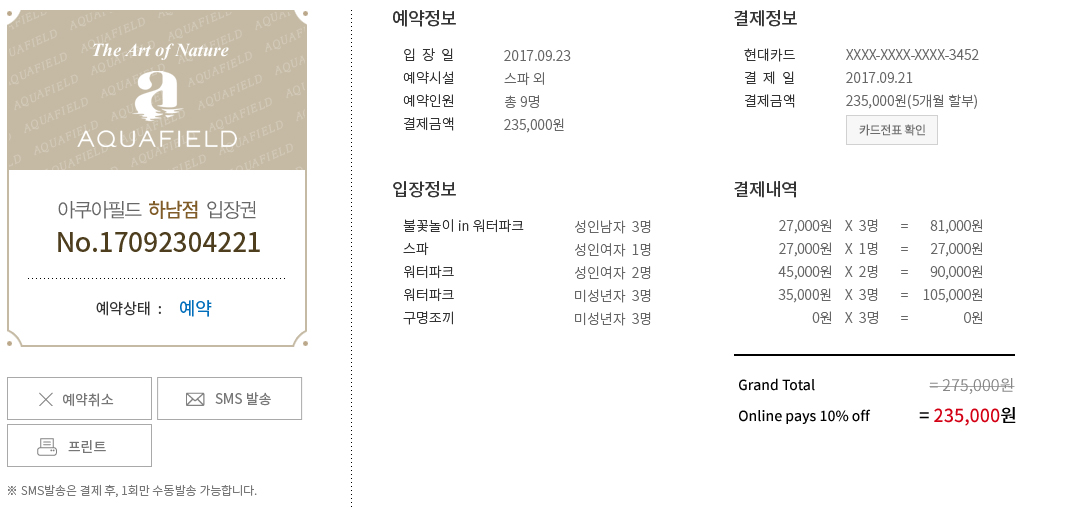 The Art of Nature
a
AQUAFIELD
아쿠아필드 하남점 입장권
No.17092304221
예약상태 : 예약
예약취소
SMS 발송
프린트
※ SMS발송은 결제 후, 1회만 수동발송 가능합니다.
예약정보
입 장 일 2017.09.23
예약시설 스파 외
예약인원 총 9명
결제금액 235,000원
결제정보
현대카드 XXXX-XXXX-XXXX-3452
결 제 일 2017.09.21
결제금액 235,000원(5개월 할부)
카드전표 확인
입장정보
불꽃놀이 in 워터파크 성인남자 3명
스파 성인여자 1명
워터파크 성인여자 2명
워터파크 미성년자 3명
구명조끼 미성년자 3명
결제내역
27,000원 X 3명 = 81,000원
27,000원 X 1명 = 27,000원
45,000원 X 2명 = 90,000원
35,000원 X 3명 = 105,000원
0원 X 3명 = 0원
Grand Total = 275,000원
Online pays 10% off = 235,000원